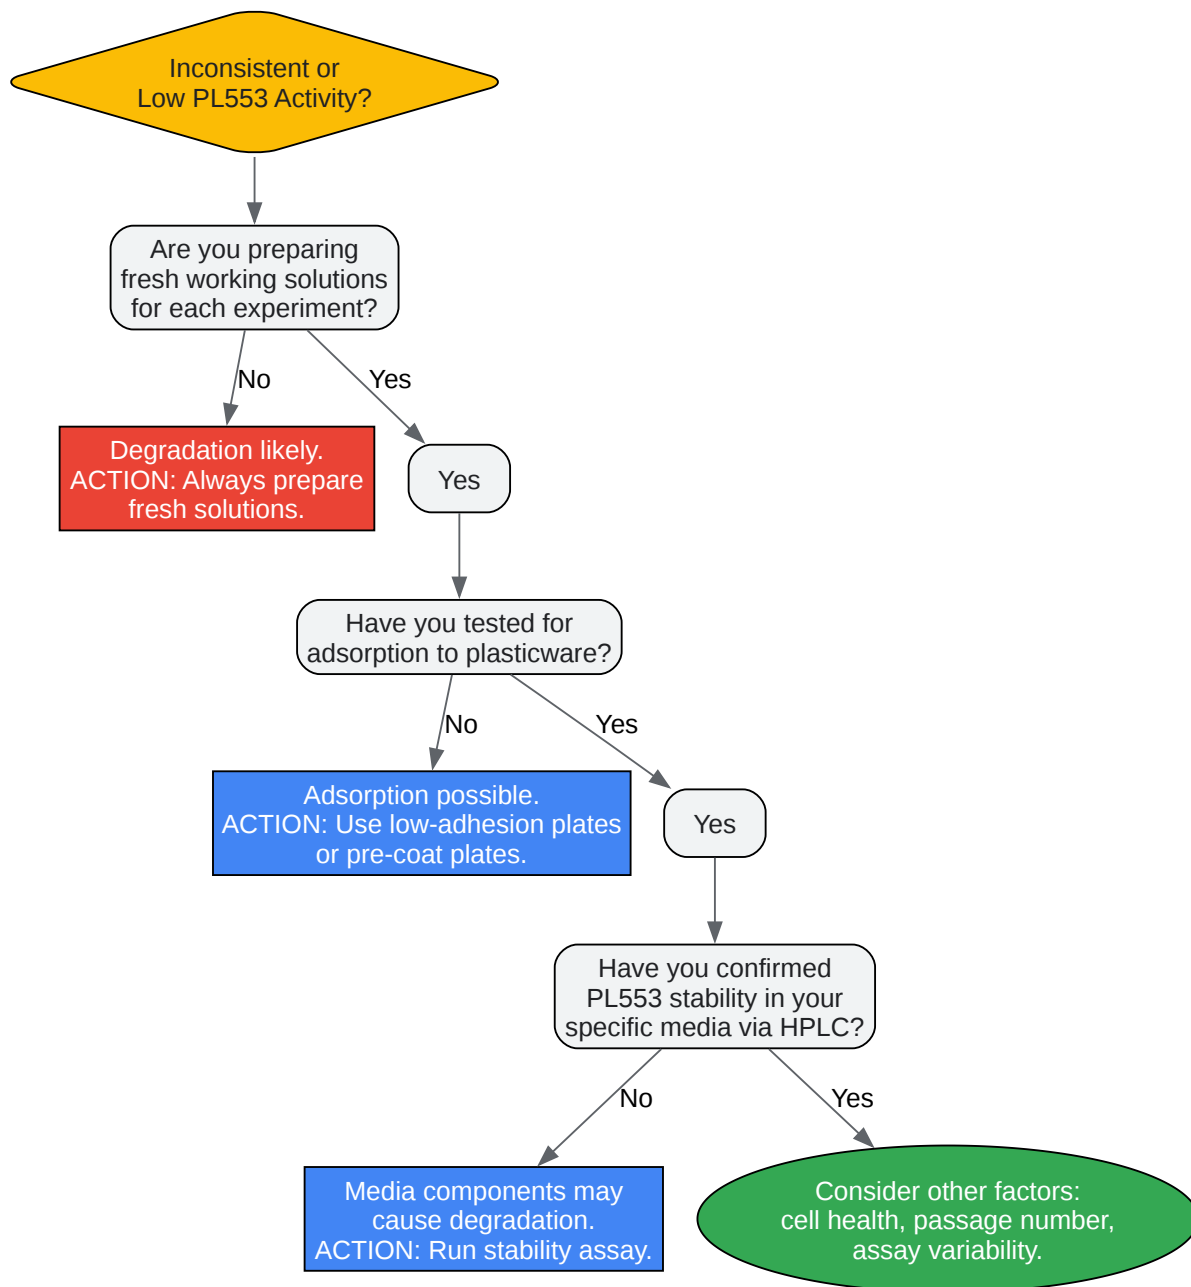 Inconsistent or
Low PL553 Activity?
Are you preparing
fresh working solutions
for each experiment?
No
Yes
Degradation likely.
ACTION: Always prepare
fresh solutions.
Yes
Have you tested for
adsorption to plasticware?
No
Yes
Adsorption possible.
ACTION: Use low-adhesion plates
or pre-coat plates.
Yes
Have you confirmed
PL553 stability in your
specific media via HPLC?
No
Yes
Media components may
cause degradation.
ACTION: Run stability assay.
Consider other factors:
cell health, passage number,
assay variability.